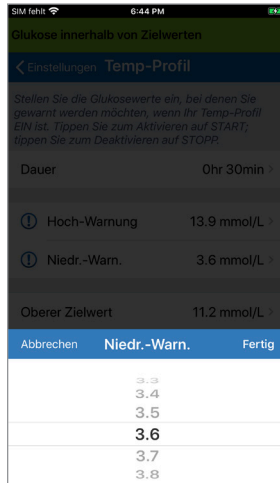 SIM fehlt 6:44 PM
Glukose innerhalb von Zielwerten
Einstellungen Temp-Profil
Stellen Sie die Glukosewerte ein, bei denen Sie
gewarnt werden möchten, wenn Ihr Temp-Profil
EIN ist. Tippen Sie zum Aktivieren auf START;
tippen Sie zum Deaktivieren auf STOPP.
Dauer 0hr 30min
Hoch-Warnung 13.9 mmol/L
Niedr.-Warn. 3.6 mmol/L
Oberer Zielwert 11.2 mmol/L
Abbrechen Niedr.-Warn. Fertig
3.3
3.4
3.5
3.6
3.7
3.8